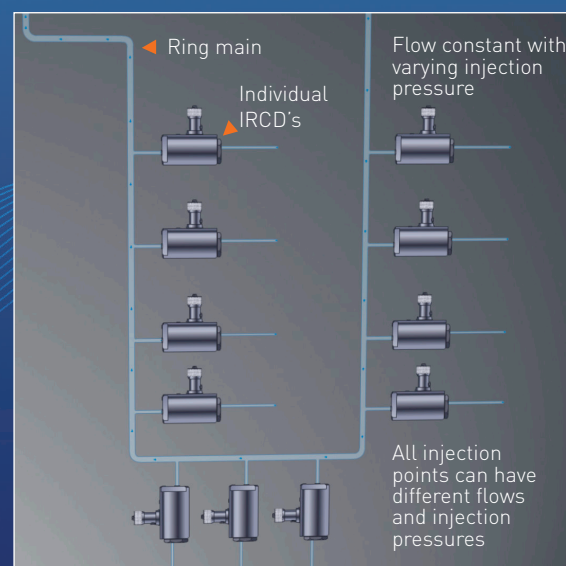 Ring main
Individual
IRCD's
Flow constant with
varying injection
pressure
All injection
points can have
different flows
and injection
pressures